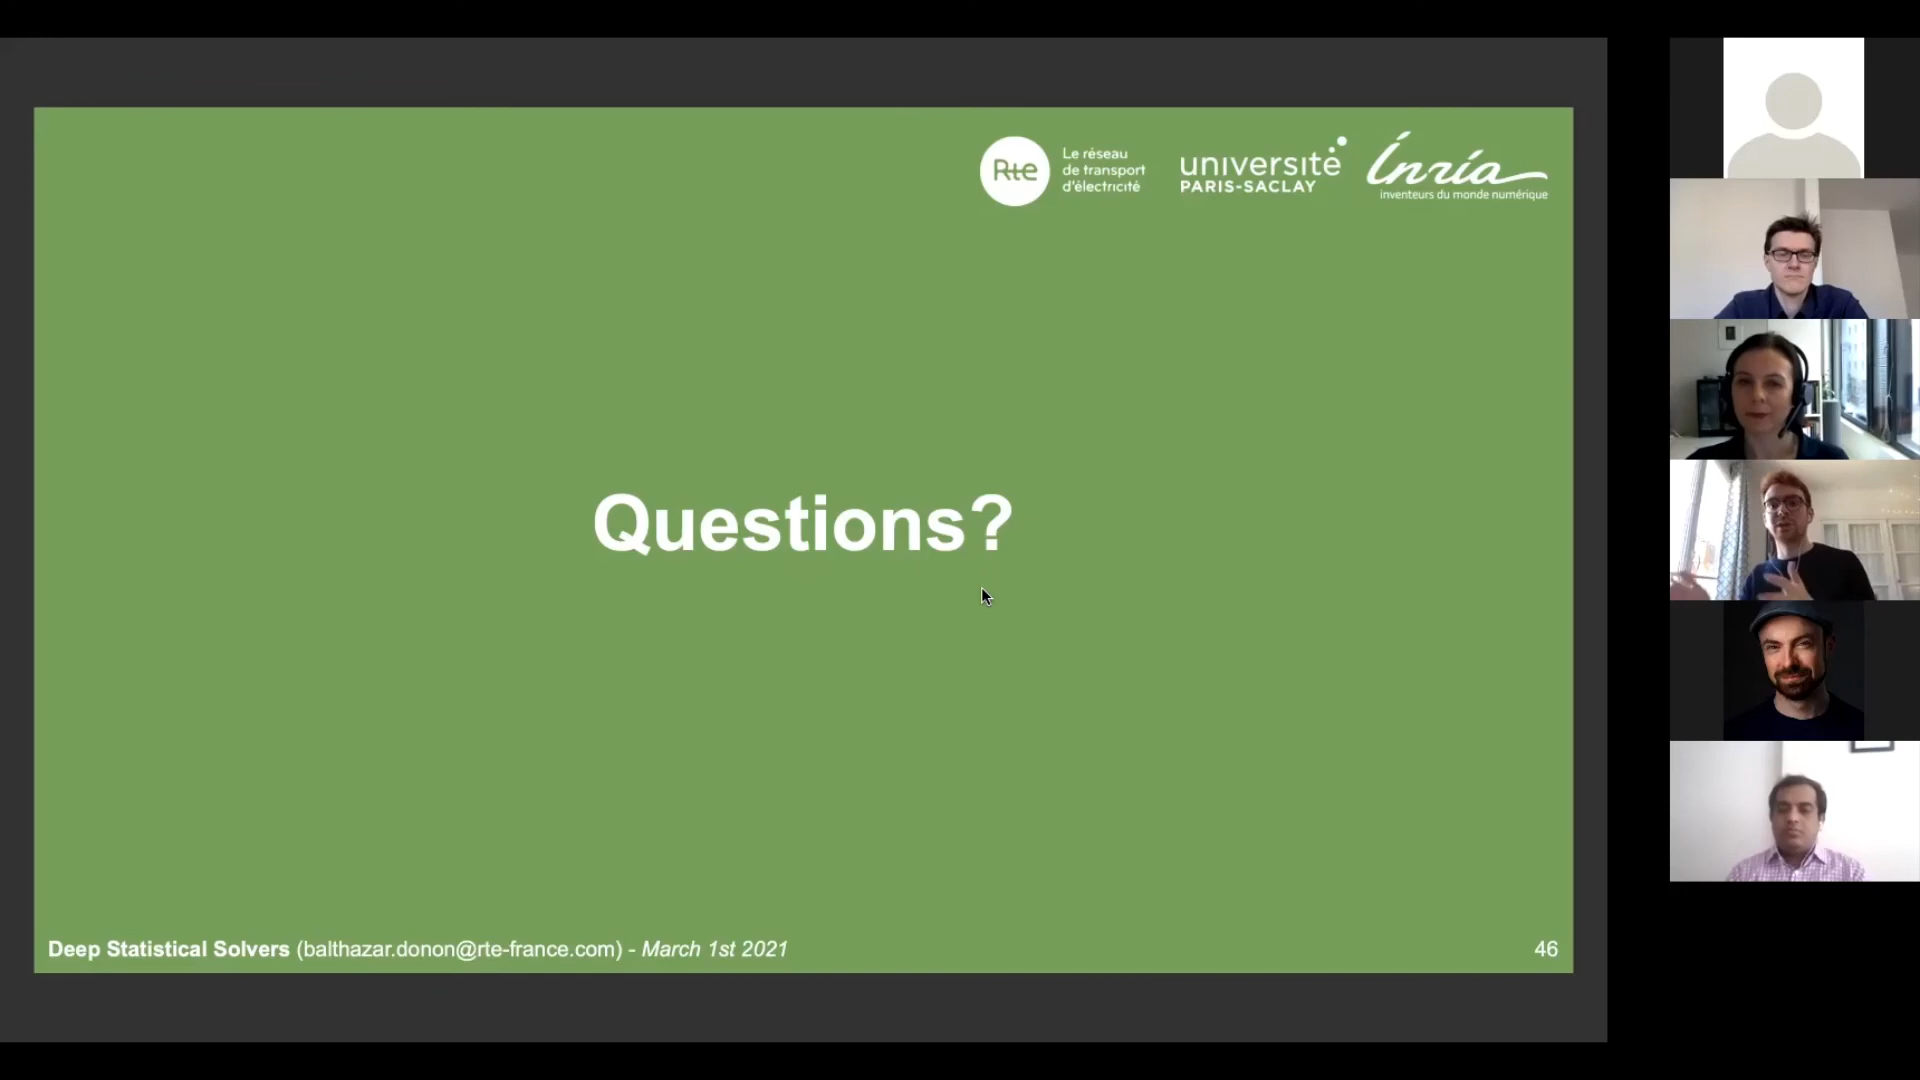 Rte
Le réseau
de transport
d'électricité
université
PARIS-SACLAY
Inria
inventeurs du monde numérique
Questions?
Deep Statistical Solvers (balthazar.donon@rte-france.com) - March 1st 2021
46